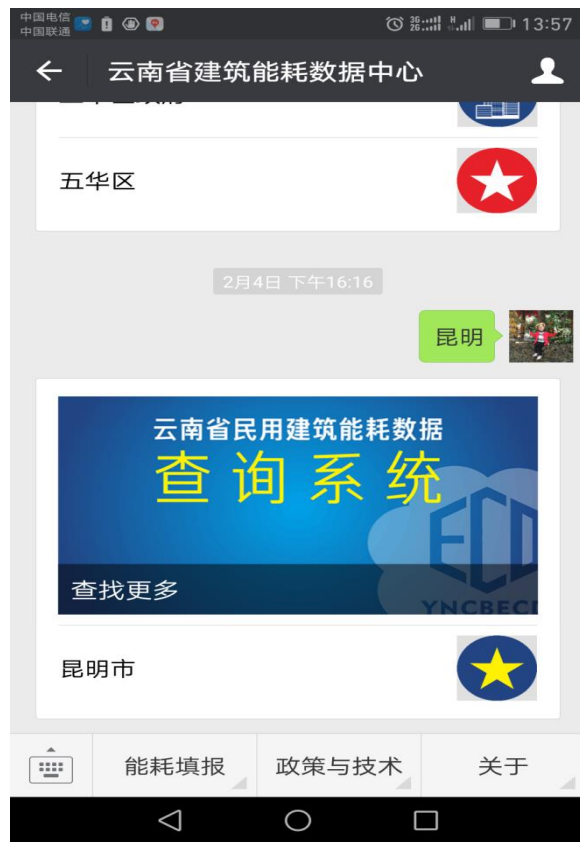 中国电信
中国联通
13:57
云南省建筑能耗数据中心
五华区
2月4日 下午16:16
昆明
云南省民用建筑能耗数据
查询系统
查找更多
YNCBECI
昆明市
能耗填报
政策与技术
关于